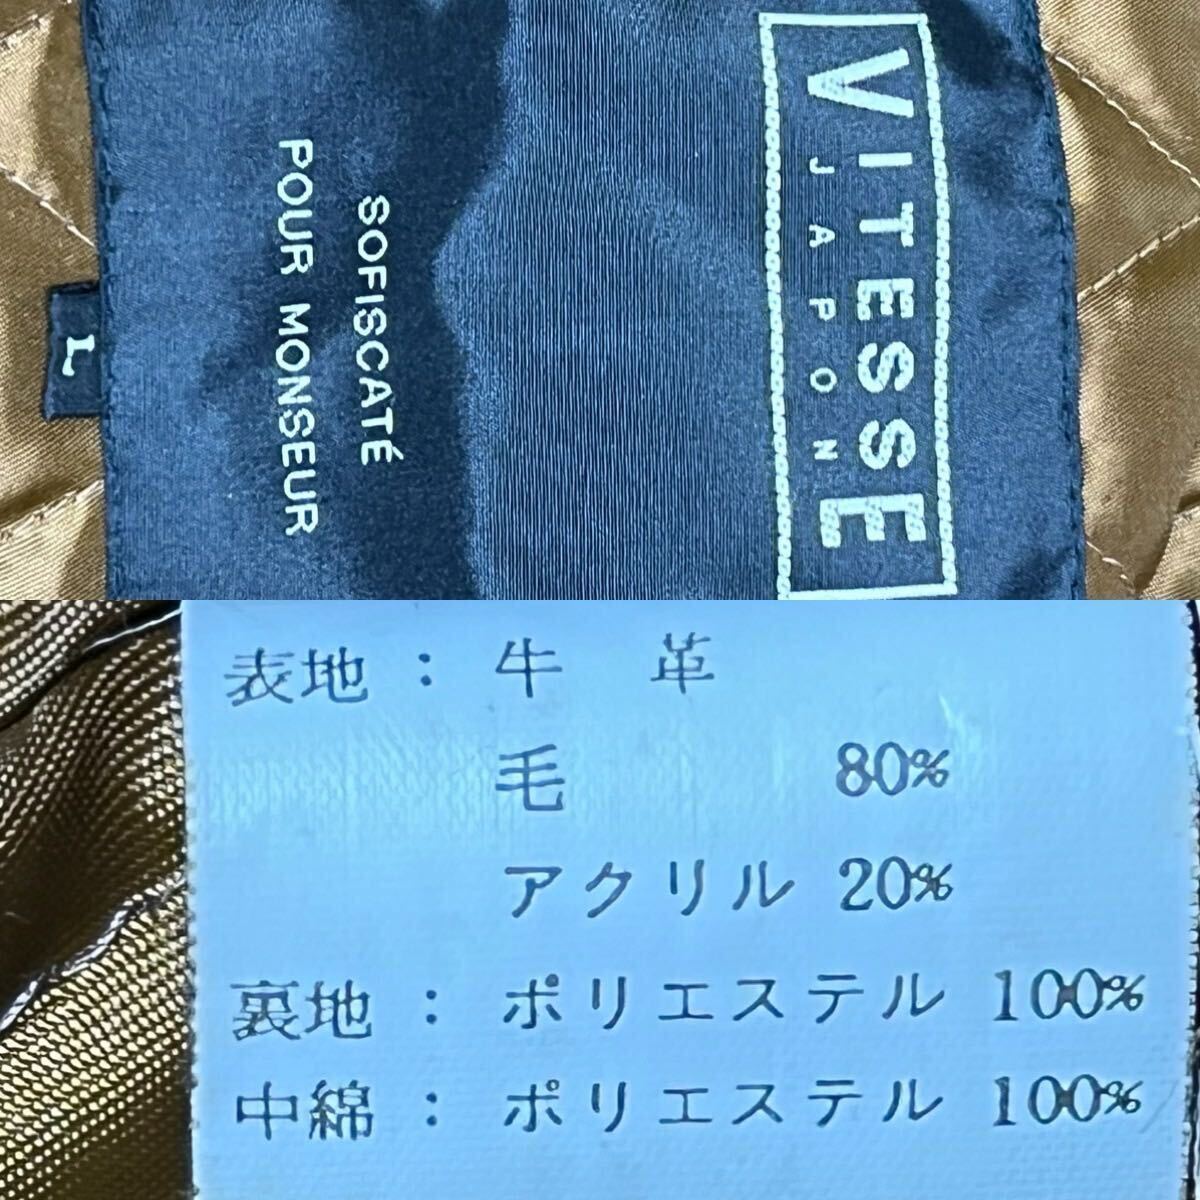 VITESSE
JAPON
SOFISCATÉ
POUR MONSEUR
L
表地：牛 革
毛 80%
アクリル 20%
裏地：ポリエステル 100%
中綿：ポリエステル 100%